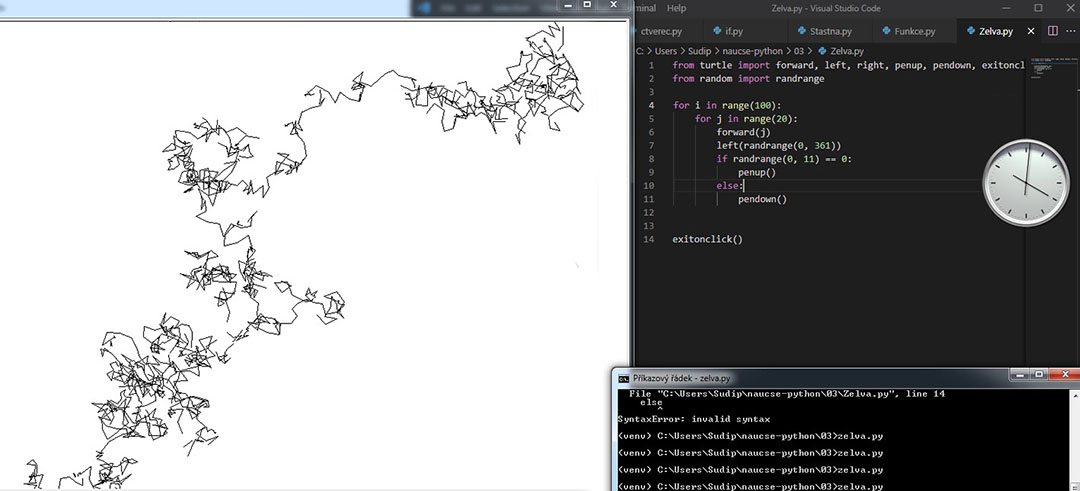 minal Help
Zelva.py - Visual Studio Code
ctverec.py if.py Stastna.py Funkce.py Zelva.py
C: > Users > Sudip > naucse-python > 03 > Zelva.py
1 from turtle import forward, left, right, penup, pendown, exitoncl
2 from random import randrange
3
4 for i in range(100):
5 for j in range(20):
6 forward(j)
7 left(randrange(0, 361))
8 if randrange(0, 11) == 0:
9 penup()
10 else:
11 pendown()
12
13
14 exitonclick()
Příkazový řádek - zelva.py
File "C:\Users\Sudip\naucse-python\03\Zelva.py", line 14
else
^
SyntaxError: invalid syntax
(venv) C:\Users\Sudip\naucse-python\03>zelva.py
(venv) C:\Users\Sudip\naucse-python\03>zelva.py
(venv) C:\Users\Sudip\naucse-python\03>zelva.py
(venv) C:\Users\Sudip\naucse-python\03>zelva.py